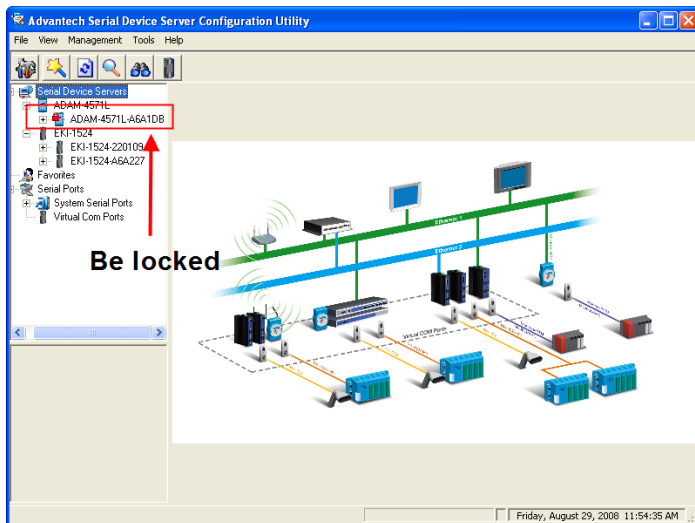 Advantech Serial Device Server Configuration Utility
File View Management Tools Help
Serial Device Servers
ADAM-4571L
ADAM-4571L-A6A1DB
EKI-1524
EKI-1524-220109
EKI-1524-A6A227
Favorites
Serial Ports
System Serial Ports
Virtual Com Ports
Be locked
Ethernet 1
Ethernet 2
Virtual COM Ports
Friday, August 29, 2008 11:54:35 AM